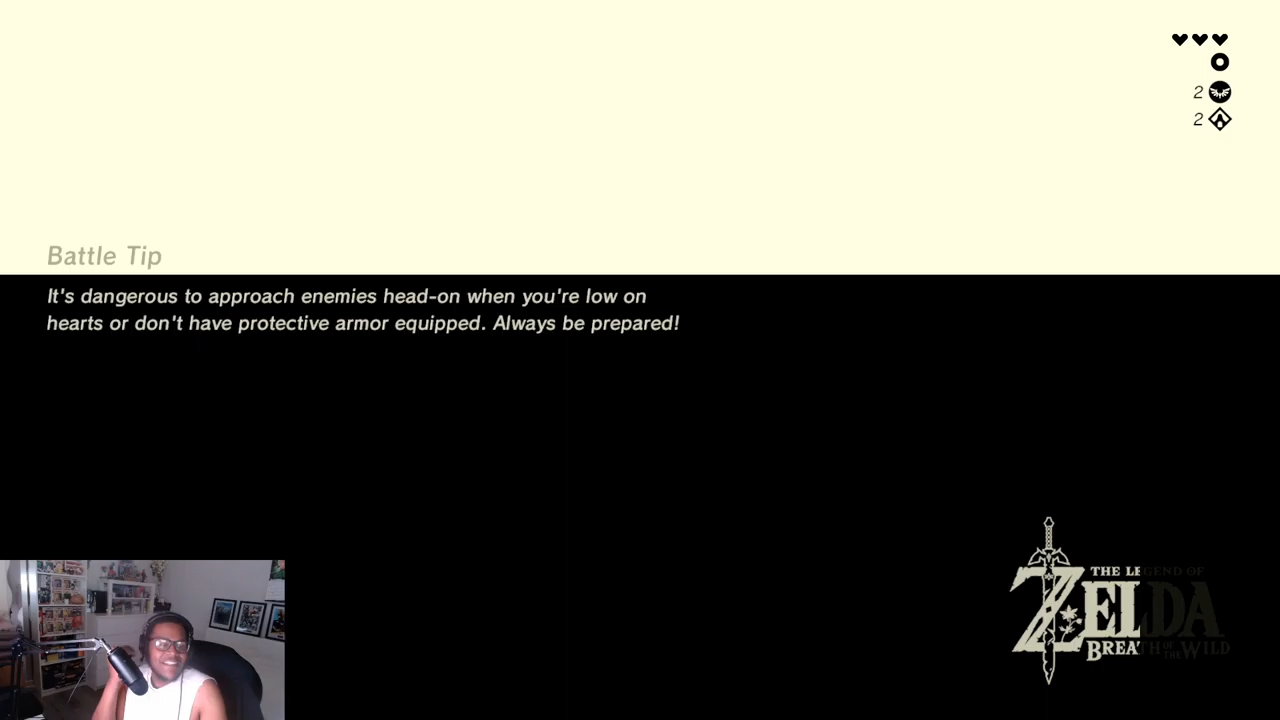 2
2
Battle Tip
It's dangerous to approach enemies head-on when you're low on
hearts or don't have protective armor equipped. Always be prepared!
THE LEGEND OF
ZELDA
BREATH OF THE WILD